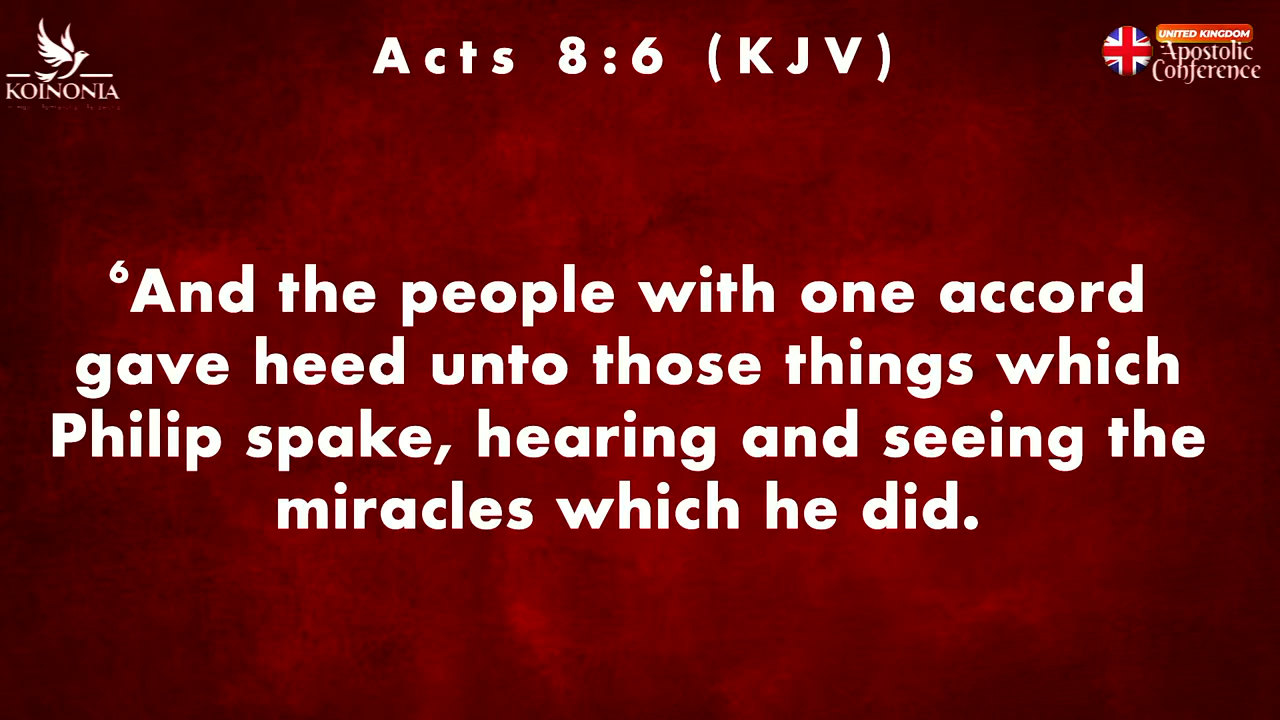 Acts 8:6 (KJV)
KOINONIA
UNITED KINGDOM
Apostolic
Conference
⁶And the people with one accord
gave heed unto those things which
Philip spake, hearing and seeing the
miracles which he did.